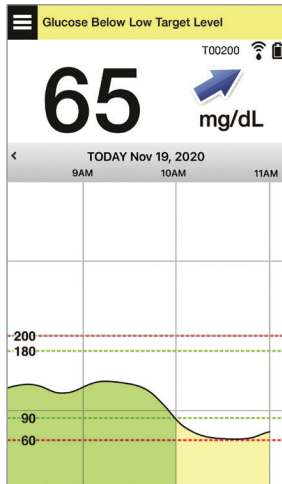 Glucose Below Low Target Level
T00200
65
mg/dL
< TODAY Nov 19, 2020
9AM 10AM 11AM
200
180
90
60